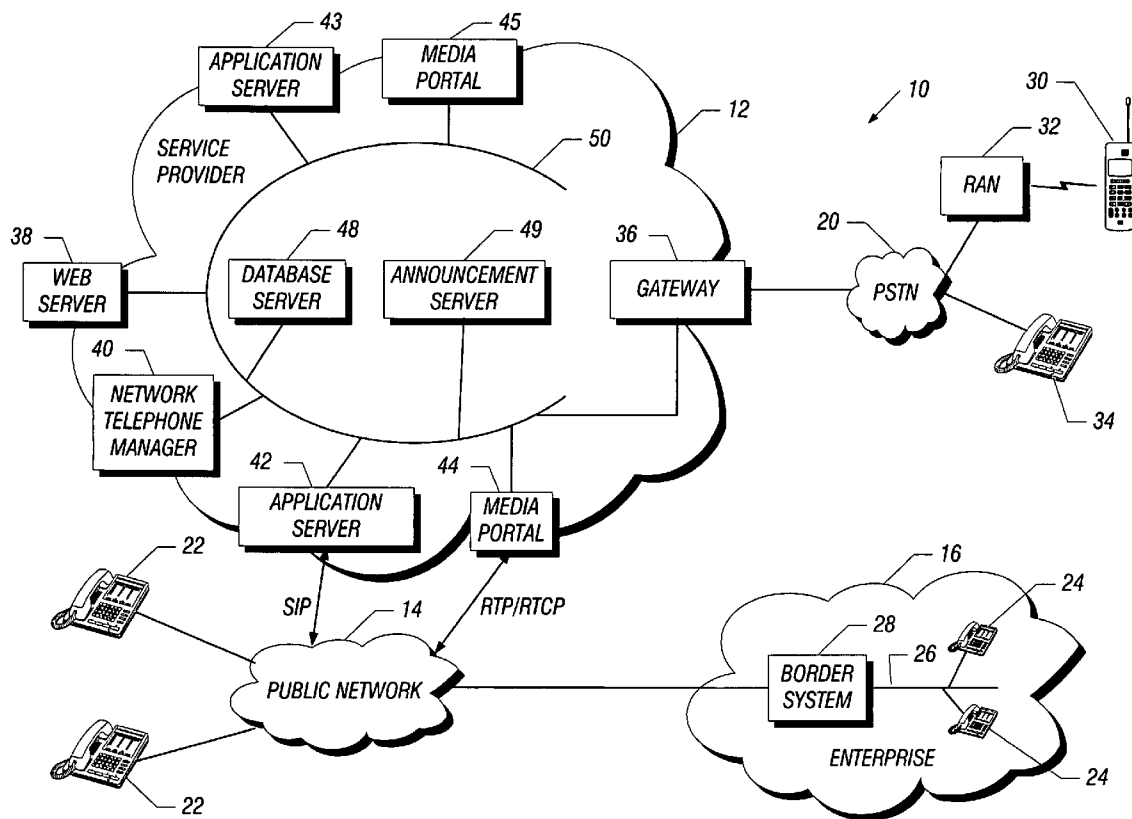 43
45
APPLICATION
SERVER
MEDIA
PORTAL
12
10
30
32
SERVICE
PROVIDER
50
RAN
38
48
49
36
20
WEB
SERVER
DATABASE
SERVER
ANNOUNCEMENT
SERVER
GATEWAY
PSTN
40
NETWORK
TELEPHONE
MANAGER
34
42
44
APPLICATION
SERVER
MEDIA
PORTAL
22
SIP
14
RTP/RTCP
16
24
28
26
PUBLIC NETWORK
BORDER
SYSTEM
22
ENTERPRISE
24